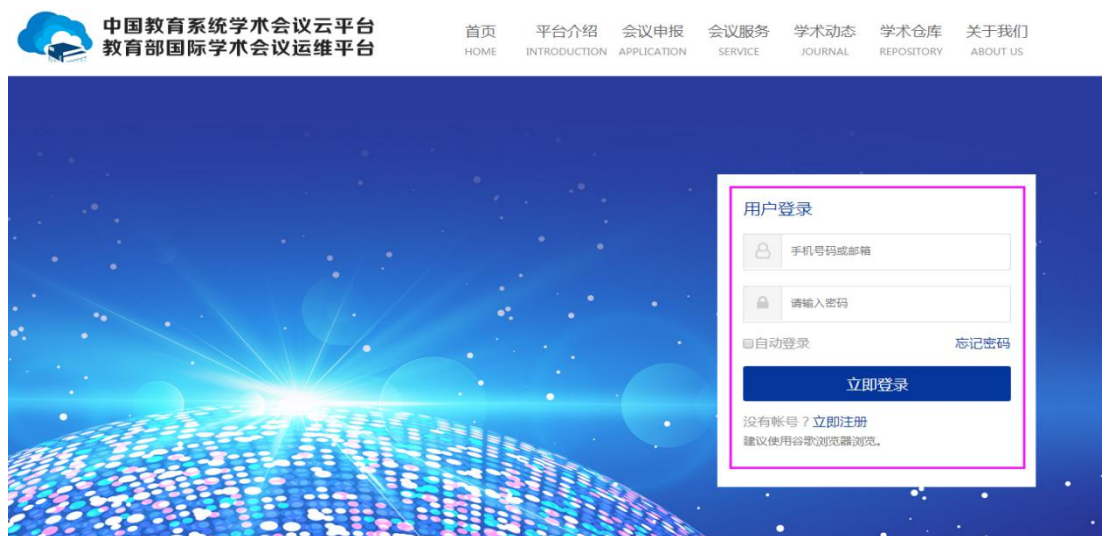 中国教育系统学术会议云平台
教育部国际学术会议运维平台
首页 平台介绍 会议申报 会议服务 学术动态 学术仓库 关于我们
HOME INTRODUCTION APPLICATION SERVICE JOURNAL REPOSITORY ABOUT US
用户登录
手机号码或邮箱
请输入密码
自动登录 忘记密码
立即登录
没有帐号？立即注册
建议使用谷歌浏览器浏览。